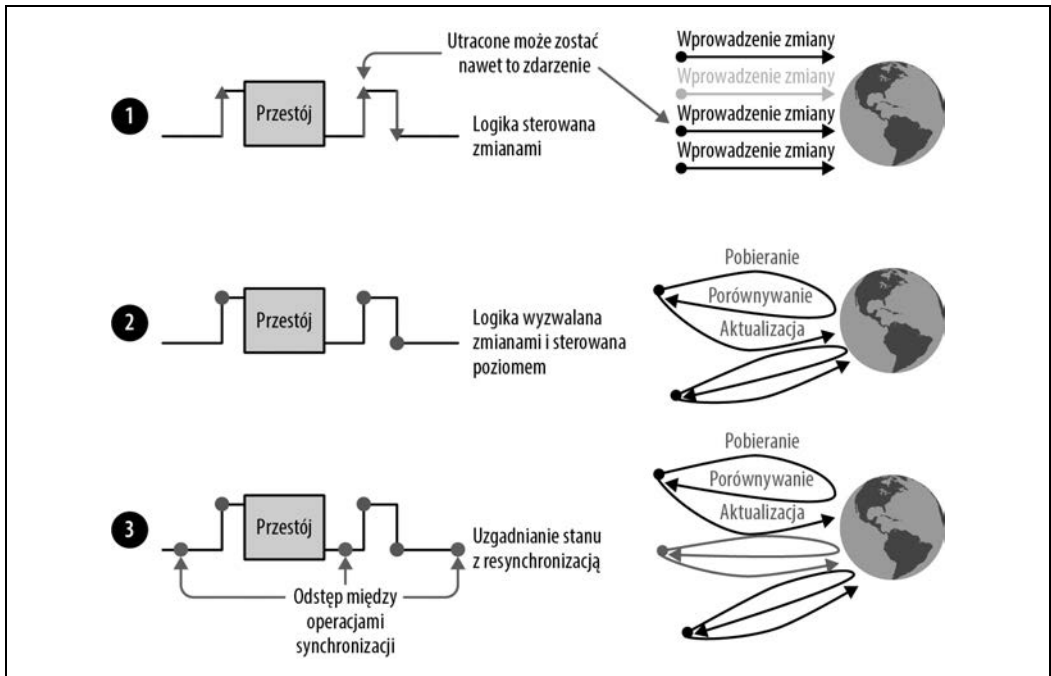 Utracone może zostać
nawet to zdarzenie
Wprowadzenie zmiany
Wprowadzenie zmiany
Wprowadzenie zmiany
Wprowadzenie zmiany
1
Przestój
Logika sterowana
zmianami
2
Przestój
Logika wyzwalana
zmianami i sterowana
poziomem
Pobieranie
Porównywanie
Aktualizacja
3
Przestój
Uzgadnianie stanu
z resynchronizacją
Odstęp między
operacjami
synchronizacji
Pobieranie
Porównywanie
Aktualizacja